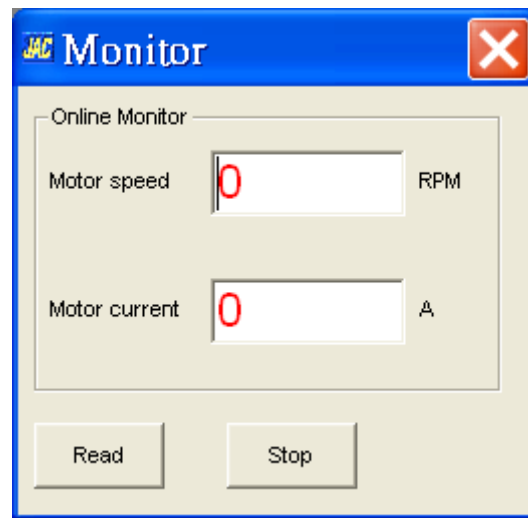 JAC Monitor
Online Monitor
Motor speed 0 RPM
Motor current 0 A
Read Stop